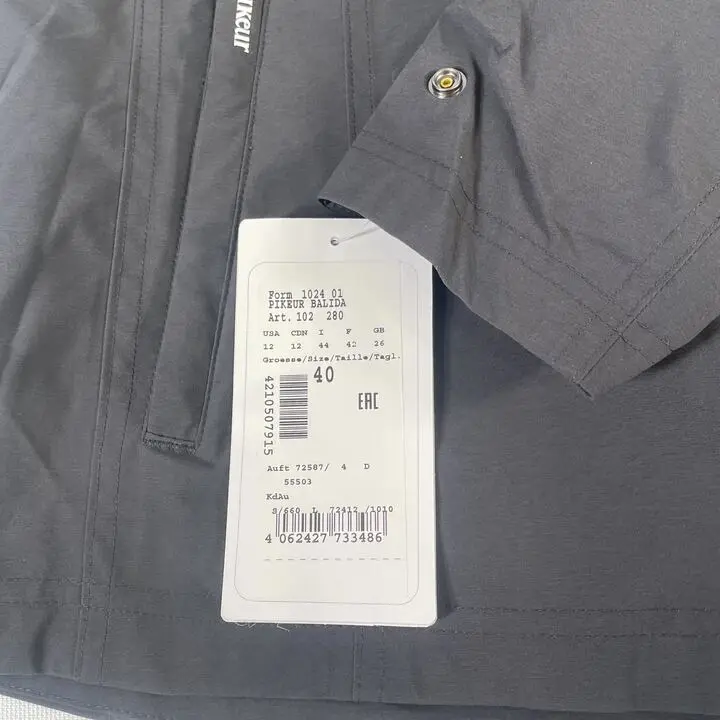 ikeur
Form 1024 01
PIKEUR BALIDA
Art. 102 280
USA CDN I F GB
12 12 44 42 26
Groesse/Size/Taille/Tagl.
40
4210507915
EAC
Auft 72587/ 4 D
55503
KdAu
S/660 L 72412 /1010
4 062427 733486